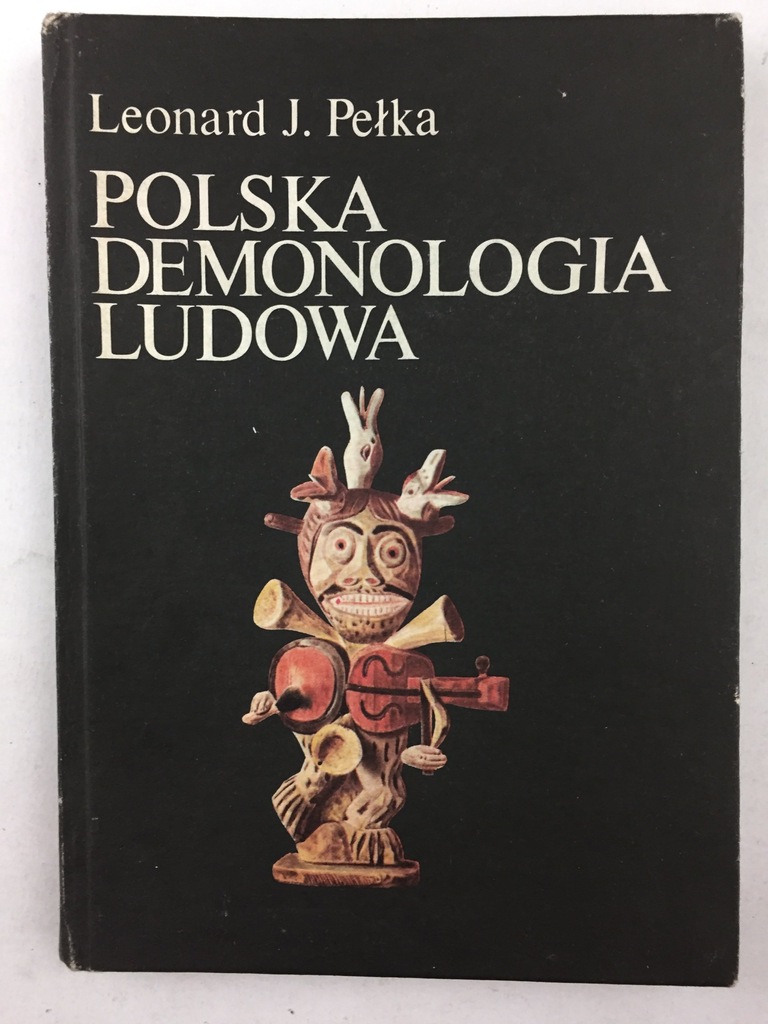 Leonard J. Pełka
POLSKA
DEMONOLOGIA
LUDOWA